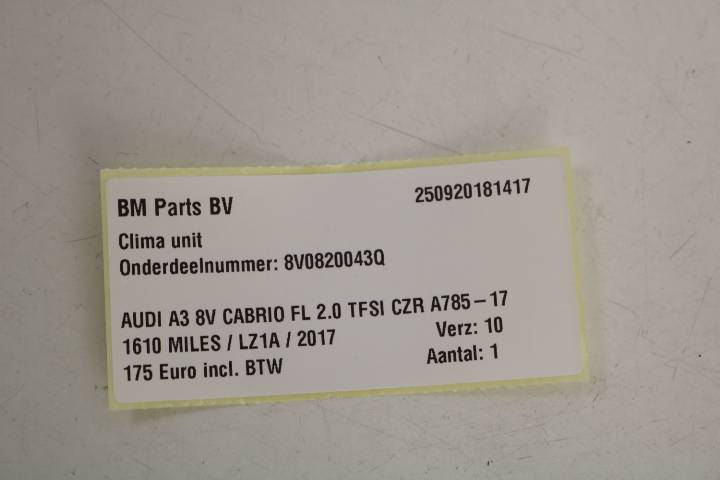 BM Parts BV 250920181417
Clima unit
Onderdeelnummer: 8V0820043Q
AUDI A3 8V CABRIO FL 2.0 TFSI CZR A785-17
1610 MILES / LZ1A / 2017 Verz: 10
175 Euro incl. BTW Aantal: 1